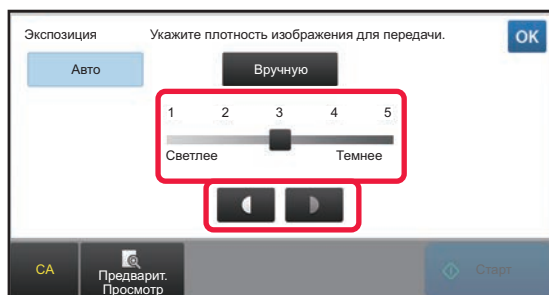 Экспозиция Укажите плотность изображения для передачи. OK
Авто Вручную
1 2 3 4 5
Светлее Темнее
CA Предварит. Просмотр Старт